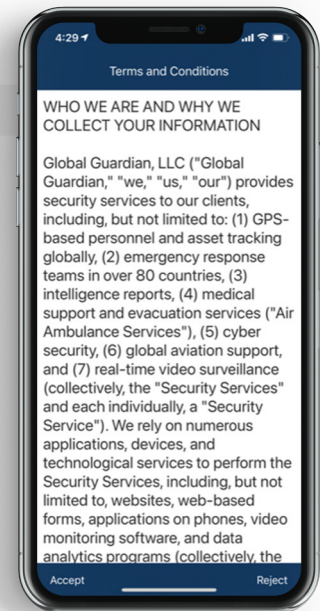 4:29
Terms and Conditions
WHO WE ARE AND WHY WE
COLLECT YOUR INFORMATION
Global Guardian, LLC ("Global
Guardian," "we," "us," "our") provides
security services to our clients,
including, but not limited to: (1) GPS-
based personnel and asset tracking
globally, (2) emergency response
teams in over 80 countries, (3)
intelligence reports, (4) medical
support and evacuation services ("Air
Ambulance Services"), (5) cyber
security, (6) global aviation support,
and (7) real-time video surveillance
(collectively, the "Security Services"
and each individually, a "Security
Service"). We rely on numerous
applications, devices, and
technological services to perform the
Security Services, including, but not
limited to, websites, web-based
forms, applications on phones, video
monitoring software, and data
analytics programs (collectively, the
Accept Reject